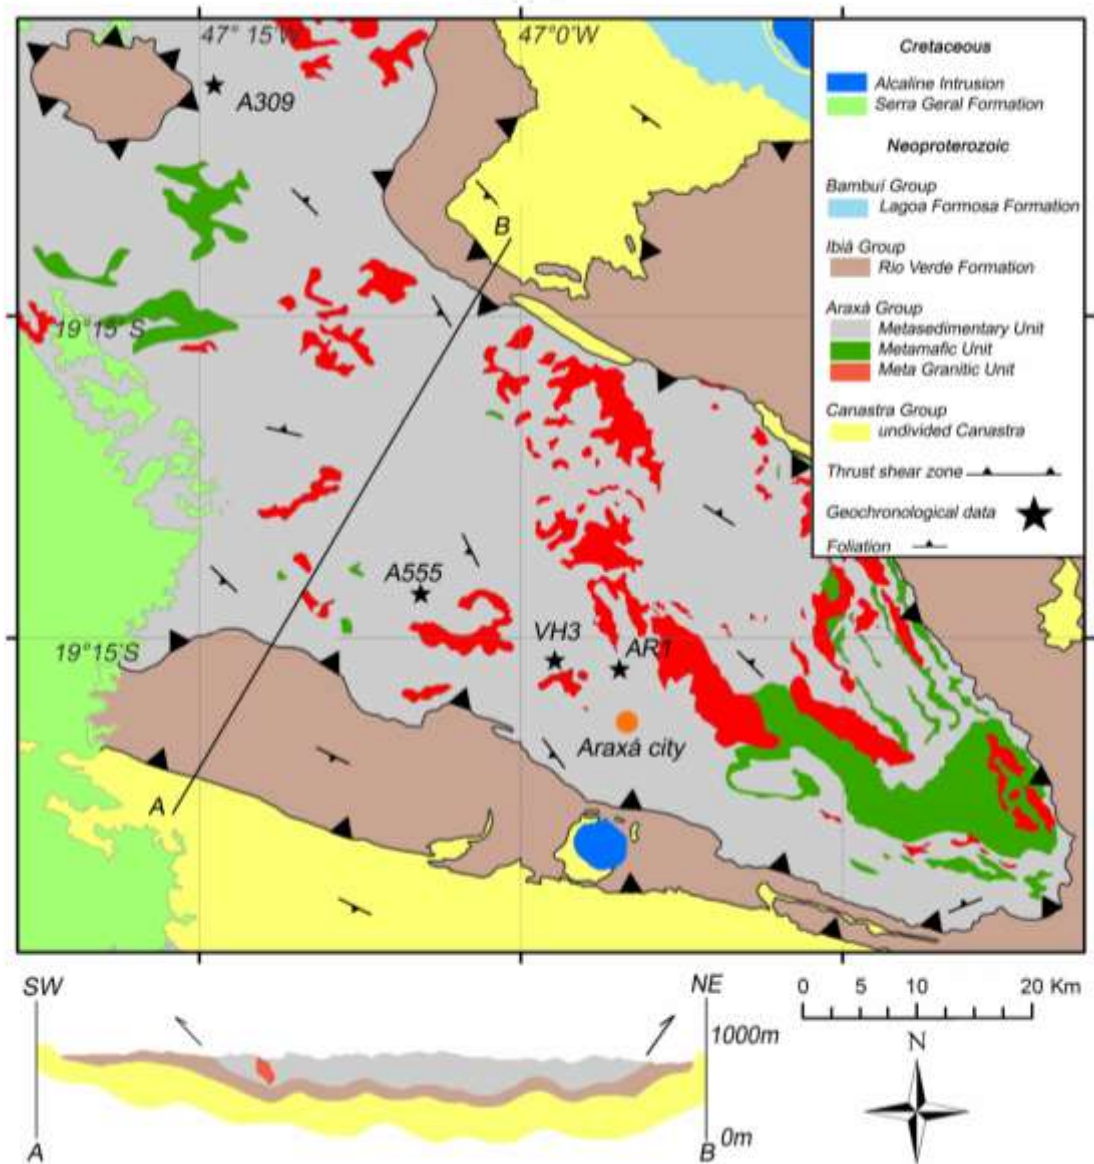 47° 15'W
47°0'W
A309
B
19°15' S
A555
VH3
AR1
19°15'S
Araxá city
A
Cretaceous
Alcaline Intrusion
Serra Geral Formation
Neoproterozoic
Bambuí Group
Lagoa Formosa Formation
Ibiá Group
Rio Verde Formation
Araxá Group
Metasedimentary Unit
Metamafic Unit
Meta Granitic Unit
Canastra Group
undivided Canastra
Thrust shear zone
Geochronological data
Foliation
SW
NE
1000m
0m
A
B
0 5 10 20 Km
N